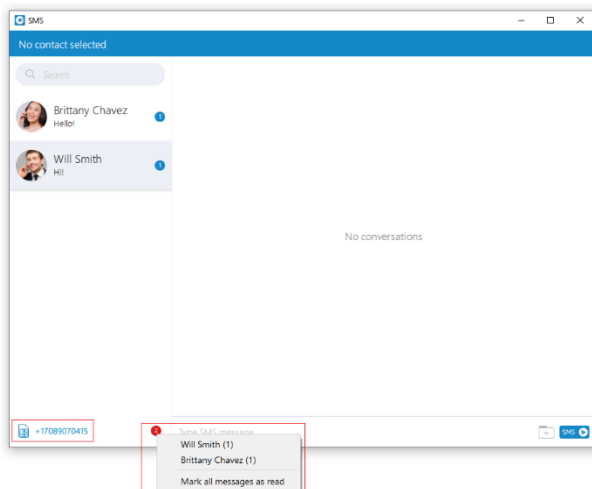 SMS
No contact selected
Search
Brittany Chavez
Hello!
1
Will Smith
Hi!
1
No conversations
+17089070415
2
Type SMS message
SMS
Will Smith (1)
Brittany Chavez (1)
Mark all messages as read